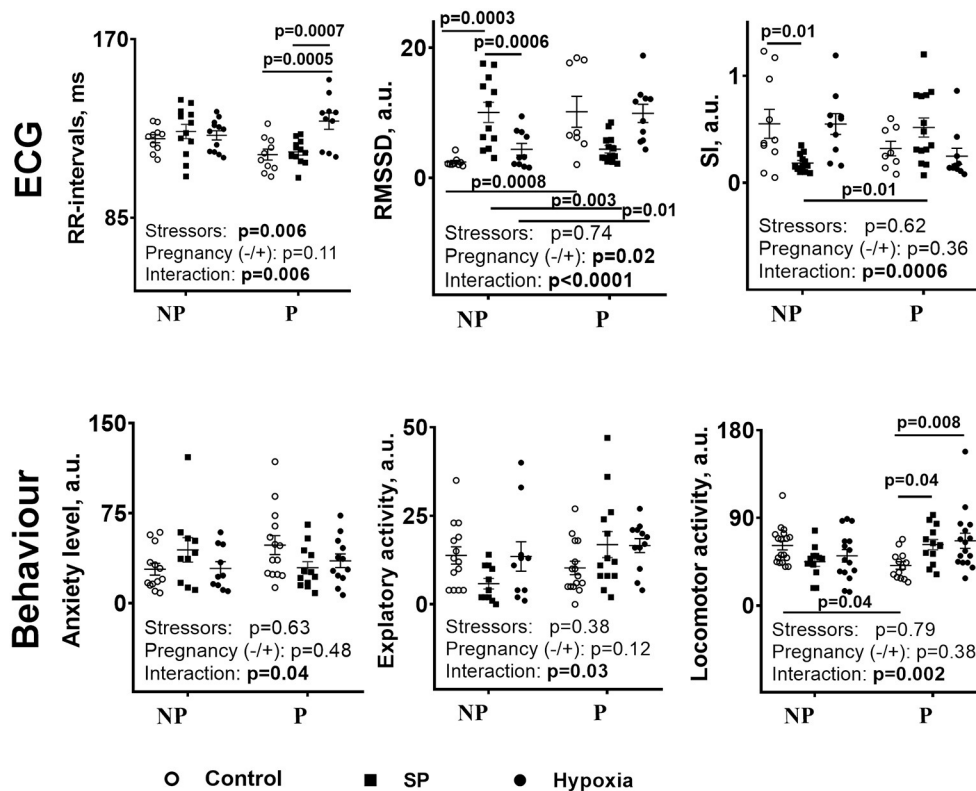 ECG
RR-intervals, ms
170
85
p=0.0007
p=0.0005
Stressors: p=0.006
Pregnancy (-/+): p=0.11
Interaction: p=0.006
NP P
RMSSD, a.u.
20
0
p=0.0003
p=0.0006
p=0.0008
p=0.003
p=0.01
Stressors: p=0.74
Pregnancy (-/+): p=0.02
Interaction: p<0.0001
NP P
SI, a.u.
1
0
p=0.01
p=0.01
Stressors: p=0.62
Pregnancy (-/+): p=0.36
Interaction: p=0.0006
NP P
Behaviour
Anxiety level, a.u.
150
75
0
Stressors: p=0.63
Pregnancy (-/+): p=0.48
Interaction: p=0.04
NP P
Explatory activity, a.u.
50
25
0
Stressors: p=0.38
Pregnancy (-/+): p=0.12
Interaction: p=0.03
NP P
Locomotor activity, a.u.
180
90
0
p=0.008
p=0.04
p=0.04
Stressors: p=0.79
Pregnancy (-/+): p=0.38
Interaction: p=0.002
NP P
Control SP Hypoxia